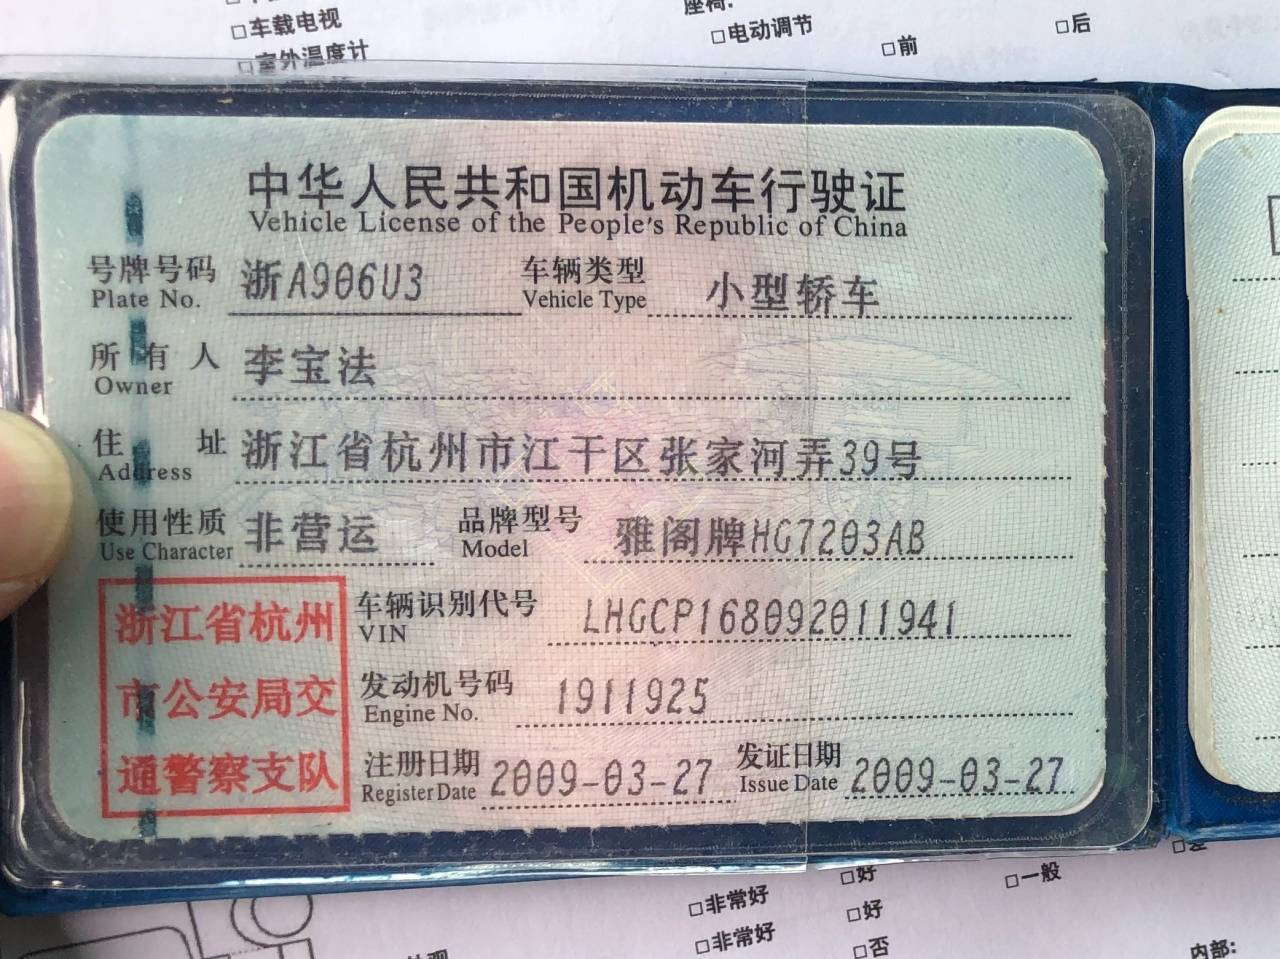 □车载电视
□室外温度计
座椅:
□电动调节
□前
□后
中华人民共和国机动车行驶证
Vehicle License of the People's Republic of China
号牌号码 浙A906U3 车辆类型 小型轿车
Plate No. Vehicle Type
所有人 李宝法
Owner
住址 浙江省杭州市江干区张家河弄39号
Address
使用性质 非营运 品牌型号 雅阁牌HG7203AB
Use Character Model
浙江省杭州
市公安局交
通警察支队
车辆识别代号 LHGCP168092011941
VIN
发动机号码 1911925
Engine No.
注册日期 2009-03-27 发证日期 2009-03-27
Register Date Issue Date
□非常好
□好
□一般
□非常好
□好
□否
内部: